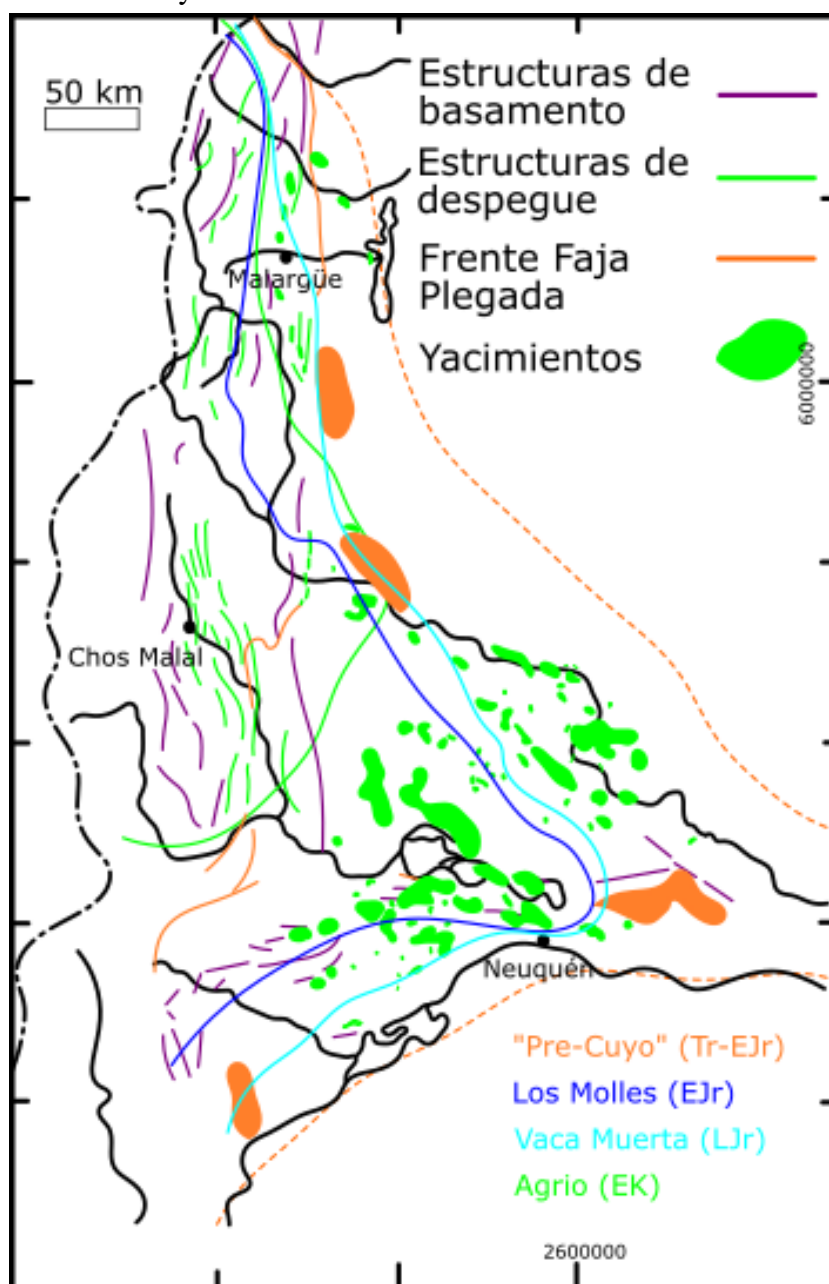 50 km
Estructuras de
basamento
Estructuras de
despegue
Frente Faja
Plegada
Yacimientos
Malargüe
6000000
Chos Malal
Neuquén
"Pre-Cuyo" (Tr-EJr)
Los Molles (EJr)
Vaca Muerta (LJr)
Agrio (EK)
2600000